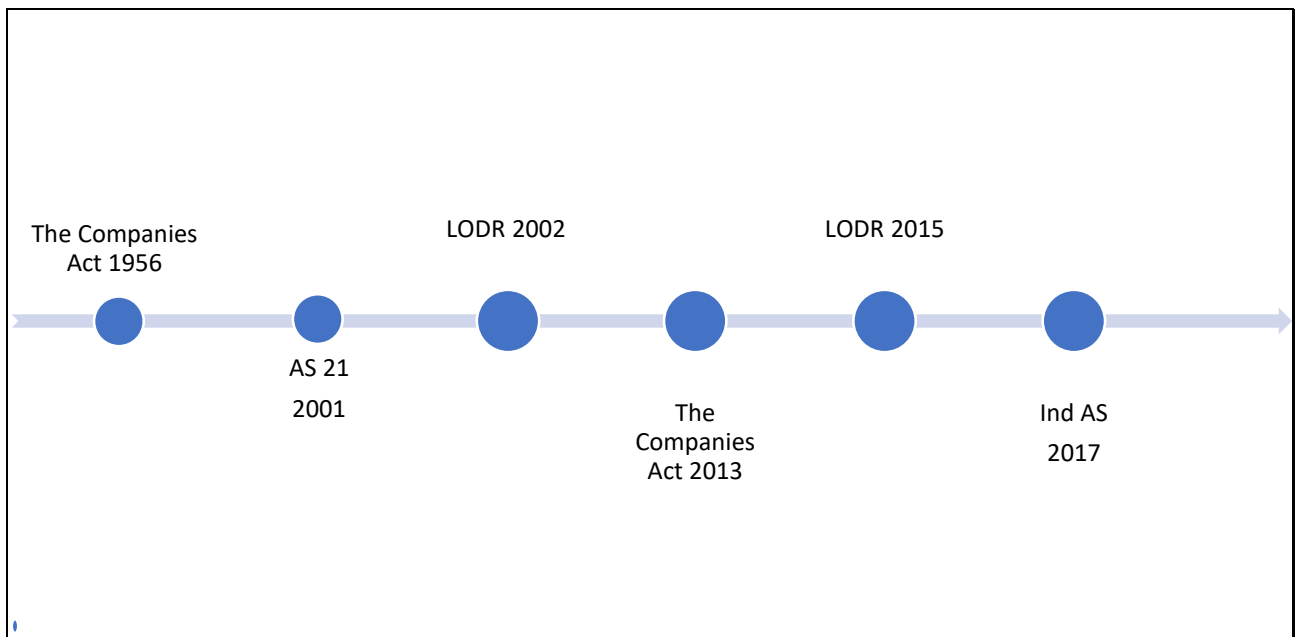 The Companies
Act 1956
AS 21
2001
LODR 2002
The
Companies
Act 2013
LODR 2015
Ind AS
2017